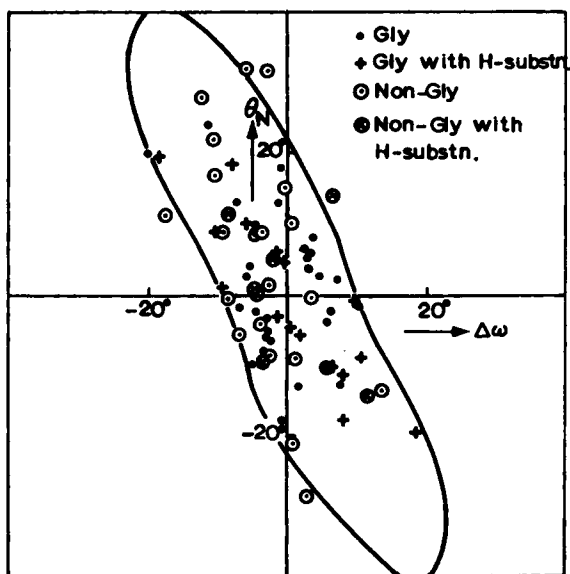 • Gly
+ Gly with H-substn.
⊙ Non-Gly
⊗ Non-Gly with
H-substn.
θN
20°
-20°
20°
Δω
-20°